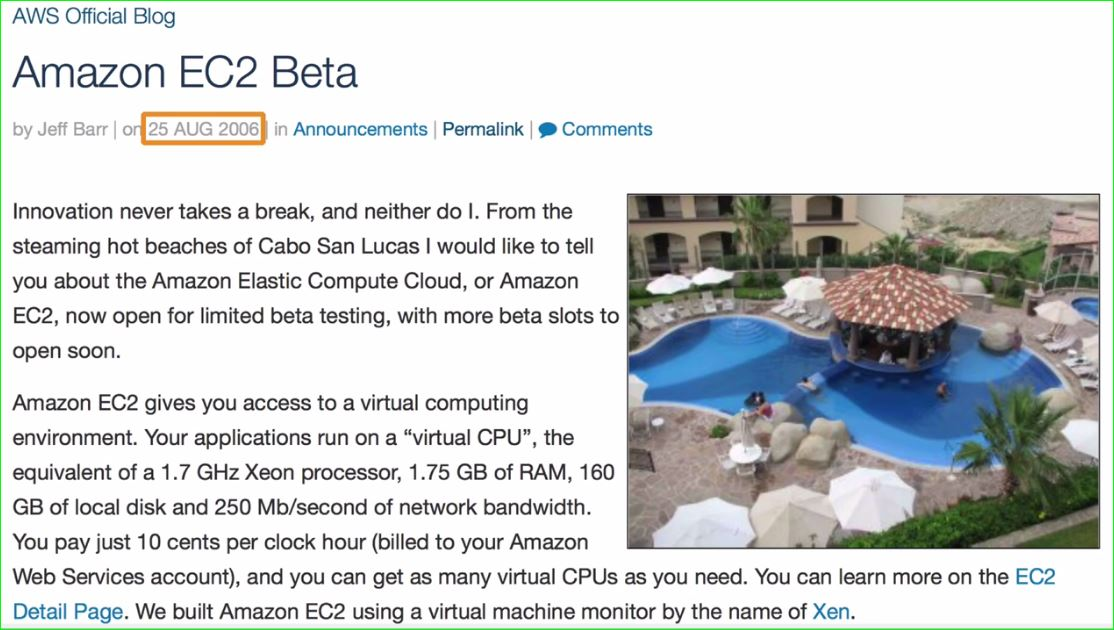 AWS Official Blog
Amazon EC2 Beta
by Jeff Barr | on 25 AUG 2006 | in Announcements | Permalink | Comments
Innovation never takes a break, and neither do I. From the
steaming hot beaches of Cabo San Lucas I would like to tell
you about the Amazon Elastic Compute Cloud, or Amazon
EC2, now open for limited beta testing, with more beta slots to
open soon.
Amazon EC2 gives you access to a virtual computing
environment. Your applications run on a “virtual CPU”, the
equivalent of a 1.7 GHz Xeon processor, 1.75 GB of RAM, 160
GB of local disk and 250 Mb/second of network bandwidth.
You pay just 10 cents per clock hour (billed to your Amazon
Web Services account), and you can get as many virtual CPUs as you need. You can learn more on the EC2
Detail Page. We built Amazon EC2 using a virtual machine monitor by the name of Xen.